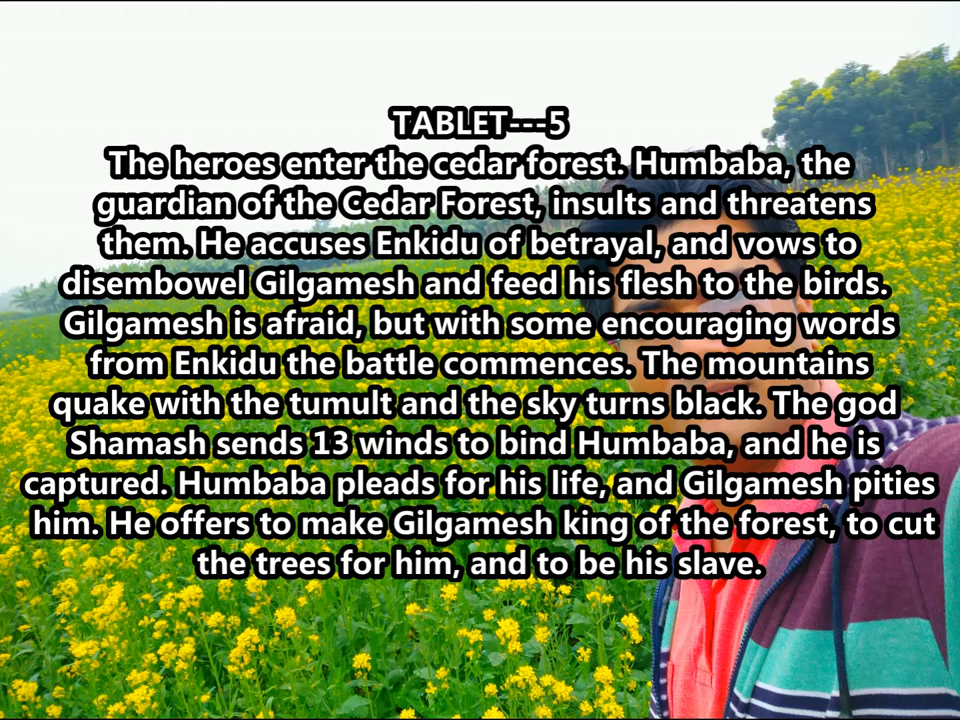 TABLET---5
The heroes enter the cedar forest. Humbaba, the
guardian of the Cedar Forest, insults and threatens
them. He accuses Enkidu of betrayal, and vows to
disembowel Gilgamesh and feed his flesh to the birds.
Gilgamesh is afraid, but with some encouraging words
from Enkidu the battle commences. The mountains
quake with the tumult and the sky turns black. The god
Shamash sends 13 winds to bind Humbaba, and he is
captured. Humbaba pleads for his life, and Gilgamesh pities
him. He offers to make Gilgamesh king of the forest, to cut
the trees for him, and to be his slave.